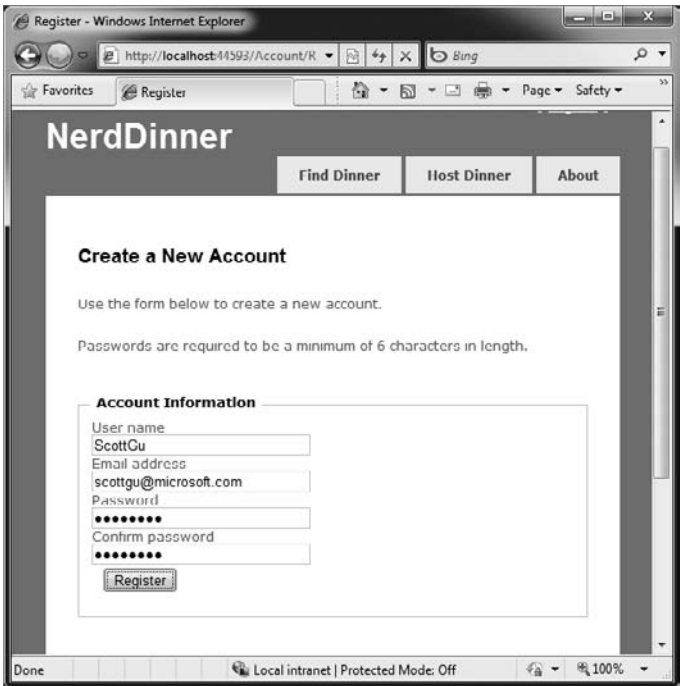 Register - Windows Internet Explorer
http://localhost:44593/Account/R
Bing
Favorites
Register
Page
Safety
NerdDinner
Find Dinner
Host Dinner
About
Create a New Account
Use the form below to create a new account.
Passwords are required to be a minimum of 6 characters in length.
Account Information
User name
ScottGu
Email address
scottgu@microsoft.com
Password
Confirm password
Register
Done
Local intranet | Protected Mode: Off
100%